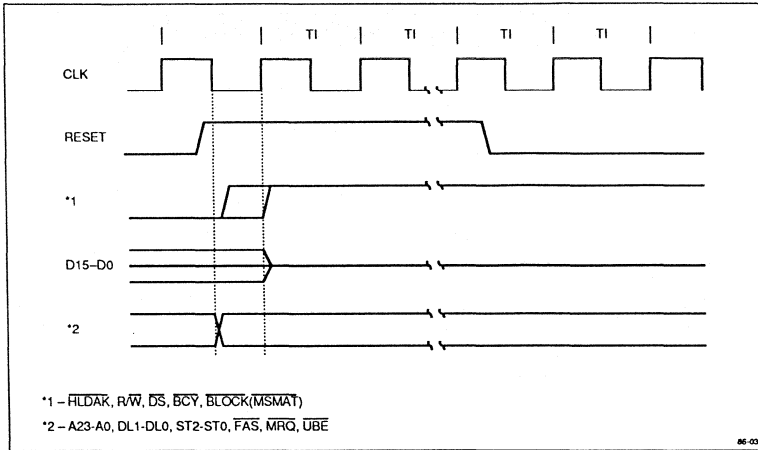 TI TI TI TI
CLK
RESET
*1
D15–D0
*2
*1 – HLDAK, R/W, DS, BCY, BLOCK(MSMAT)
*2 – A23-A0, DL1-DL0, ST2-ST0, FAS, MRQ, UBE
86-03